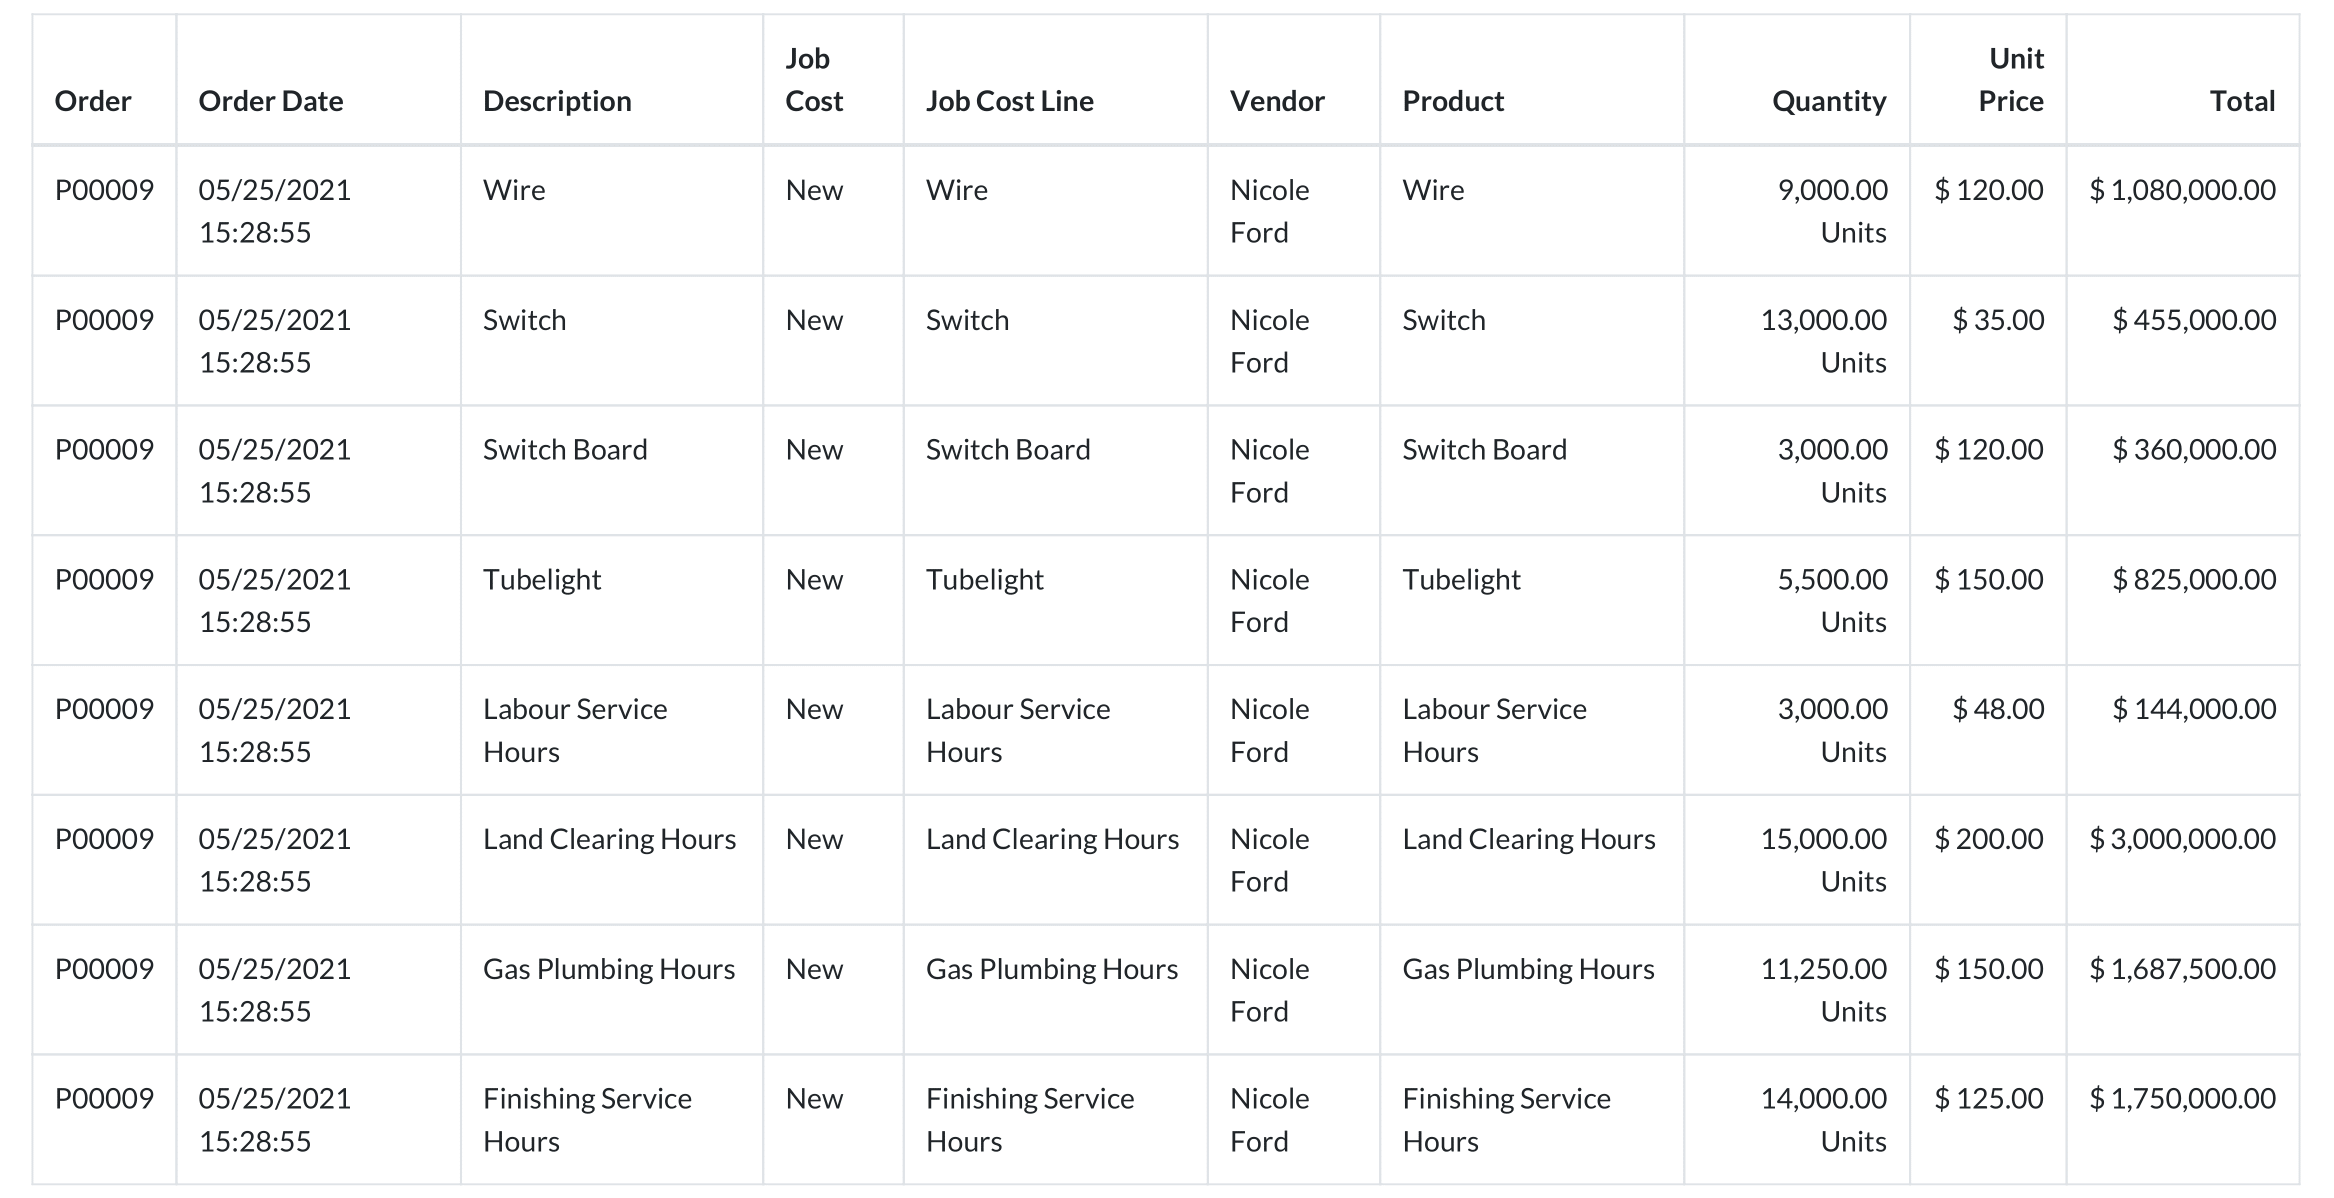 Order Order Date Description Job Cost Job Cost Line Vendor Product Quantity Unit Price Total
P00009 05/25/2021 Wire New Wire Nicole Wire 9,000.00 $ 120.00 $ 1,080,000.00
15:28:55 Ford Units
P00009 05/25/2021 Switch New Switch Nicole Switch 13,000.00 $ 35.00 $ 455,000.00
15:28:55 Ford Units
P00009 05/25/2021 Switch Board New Switch Board Nicole Switch Board 3,000.00 $ 120.00 $ 360,000.00
15:28:55 Ford Units
P00009 05/25/2021 Tubelight New Tubelight Nicole Tubelight 5,500.00 $ 150.00 $ 825,000.00
15:28:55 Ford Units
P00009 05/25/2021 Labour Service New Labour Service Nicole Labour Service 3,000.00 $ 48.00 $ 144,000.00
15:28:55 Hours Hours Ford Hours Units
P00009 05/25/2021 Land Clearing Hours New Land Clearing Hours Nicole Land Clearing Hours 15,000.00 $ 200.00 $ 3,000,000.00
15:28:55 Ford Units
P00009 05/25/2021 Gas Plumbing Hours New Gas Plumbing Hours Nicole Gas Plumbing Hours 11,250.00 $ 150.00 $ 1,687,500.00
15:28:55 Ford Units
P00009 05/25/2021 Finishing Service New Finishing Service Nicole Finishing Service 14,000.00 $ 125.00 $ 1,750,000.00
15:28:55 Hours Hours Ford Hours Units